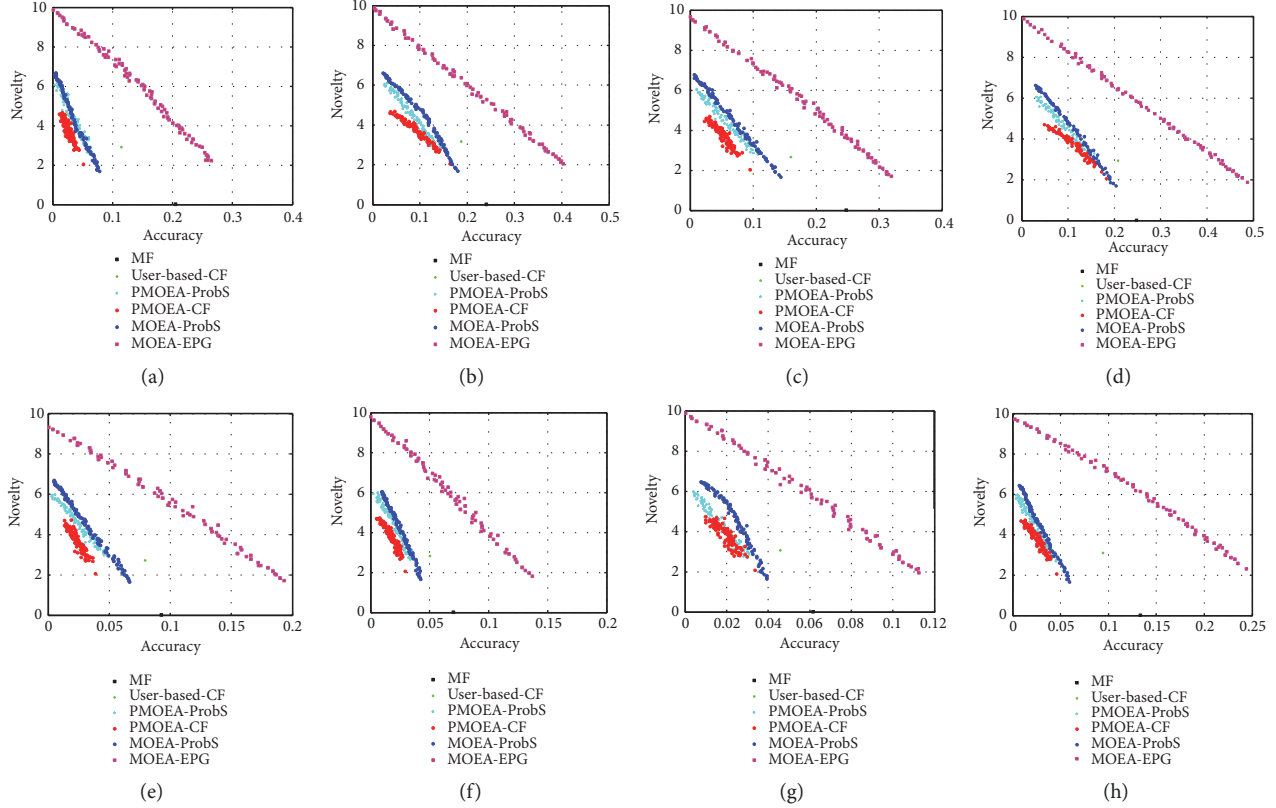 10
8
6
4
2
0
Novelty
0 0.1 0.2 0.3 0.4
Accuracy
MF
User-based-CF
PMOEA-ProbS
PMOEA-CF
MOEA-ProbS
MOEA-EPG
(a)
10
8
6
4
2
0
Novelty
0 0.1 0.2 0.3 0.4 0.5
Accuracy
MF
User-based-CF
PMOEA-ProbS
PMOEA-CF
MOEA-ProbS
MOEA-EPG
(b)
10
8
6
4
2
0
Novelty
0 0.1 0.2 0.3 0.4
Accuracy
MF
User-based-CF
PMOEA-ProbS
PMOEA-CF
MOEA-ProbS
MOEA-EPG
(c)
10
8
6
4
2
0
Novelty
0 0.1 0.2 0.3 0.4 0.5
Accuracy
MF
User-based-CF
PMOEA-ProbS
PMOEA-CF
MOEA-ProbS
MOEA-EPG
(d)
10
8
6
4
2
0
Novelty
0 0.05 0.1 0.15 0.2
Accuracy
MF
User-based-CF
PMOEA-ProbS
PMOEA-CF
MOEA-ProbS
MOEA-EPG
(e)
10
8
6
4
2
0
Novelty
0 0.05 0.1 0.15 0.2
Accuracy
MF
User-based-CF
PMOEA-ProbS
PMOEA-CF
MOEA-ProbS
MOEA-EPG
(f)
10
8
6
4
2
0
Novelty
0 0.02 0.04 0.06 0.08 0.1 0.12
Accuracy
MF
User-based-CF
PMOEA-ProbS
PMOEA-CF
MOEA-ProbS
MOEA-EPG
(g)
10
8
6
4
2
0
Novelty
0 0.05 0.1 0.15 0.2 0.25
Accuracy
MF
User-based-CF
PMOEA-ProbS
PMOEA-CF
MOEA-ProbS
MOEA-EPG
(h)